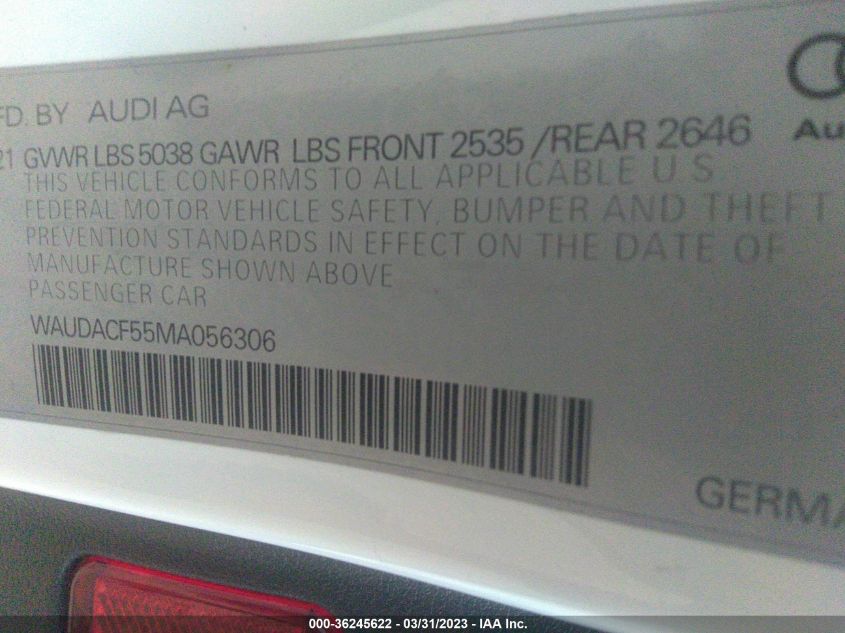 FD. BY AUDI AG
21 GVWR LBS 5038 GAWR LBS FRONT 2535 /REAR 2646
THIS VEHICLE CONFORMS TO ALL APPLICABLE U S
FEDERAL MOTOR VEHICLE SAFETY, BUMPER AND THEFT
PREVENTION STANDARDS IN EFFECT ON THE DATE OF
MANUFACTURE SHOWN ABOVE
PASSENGER CAR
WAUDACF55MA056306
Au
GERMA
000-36245622 - 03/31/2023 - IAA Inc.